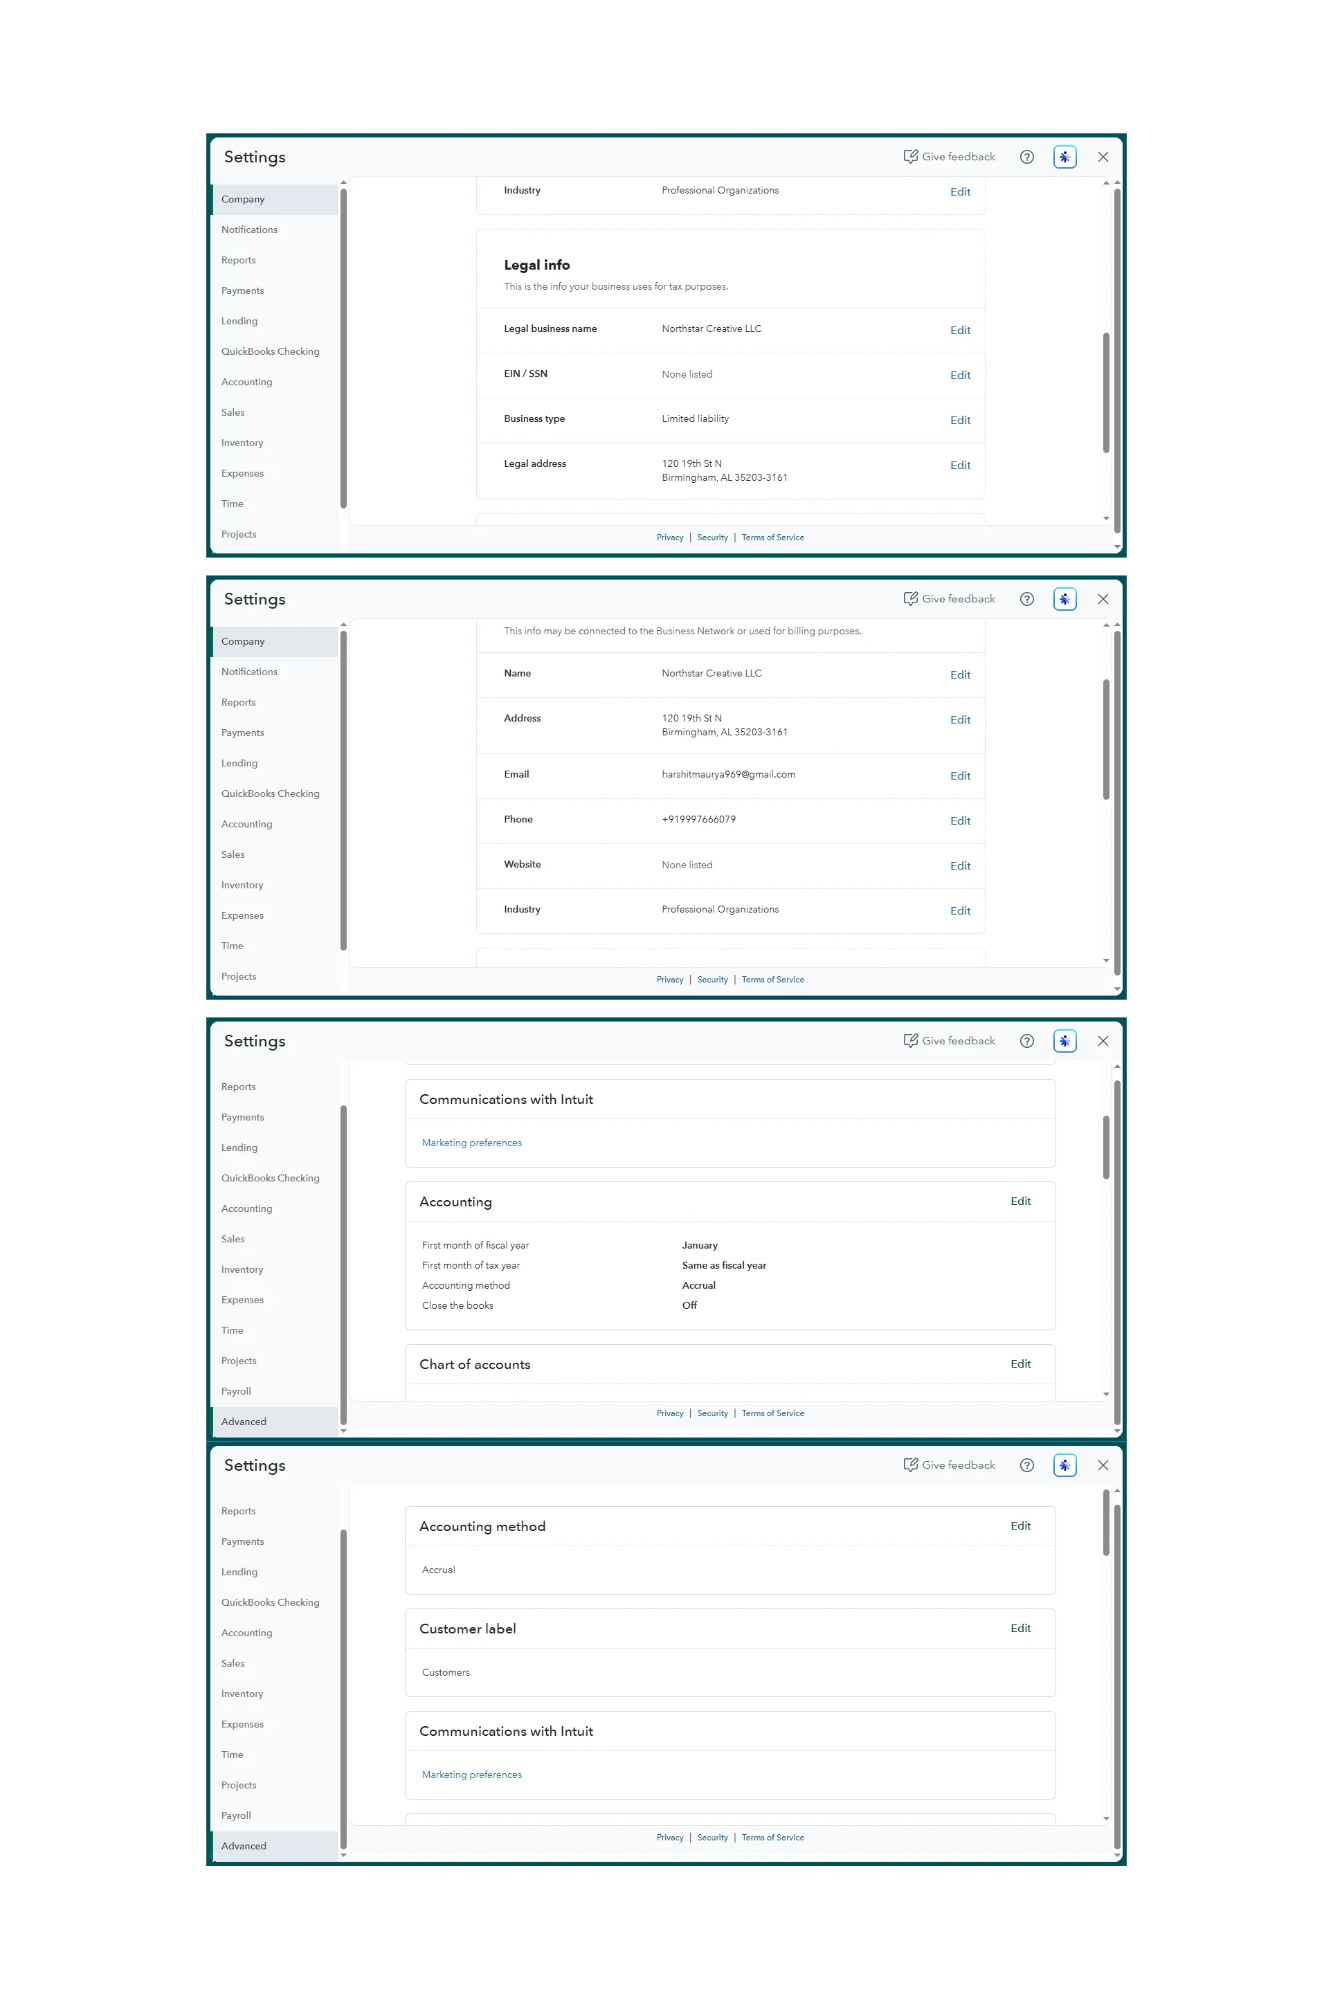 Settings
Give feedback
Company
Notifications
Reports
Payments
Lending
QuickBooks Checking
Accounting
Sales
Inventory
Expenses
Time
Projects
Industry Professional Organizations Edit
Legal info
This is the info your business uses for tax purposes.
Legal business name Northstar Creative LLC Edit
EIN / SSN None listed Edit
Business type Limited liability Edit
Legal address 120 19th St N Edit
Birmingham, AL 35203-3161
Privacy | Security | Terms of Service
Settings
Give feedback
Company
Notifications
Reports
Payments
Lending
QuickBooks Checking
Accounting
Sales
Inventory
Expenses
Time
Projects
This info may be connected to the Business Network or used for billing purposes.
Name Northstar Creative LLC Edit
Address 120 19th St N Edit
Birmingham, AL 35203-3161
Email harshitmaurya969@gmail.com Edit
Phone +919997666079 Edit
Website None listed Edit
Industry Professional Organizations Edit
Privacy | Security | Terms of Service
Settings
Give feedback
Reports
Payments
Lending
QuickBooks Checking
Accounting
Sales
Inventory
Expenses
Time
Projects
Payroll
Advanced
Communications with Intuit
Marketing preferences
Accounting Edit
First month of fiscal year January
First month of tax year Same as fiscal year
Accounting method Accrual
Close the books Off
Chart of accounts Edit
Privacy | Security | Terms of Service
Settings
Give feedback
Reports
Payments
Lending
QuickBooks Checking
Accounting
Sales
Inventory
Expenses
Time
Projects
Payroll
Advanced
Accounting method Edit
Accrual
Customer label Edit
Customers
Communications with Intuit
Marketing preferences
Privacy | Security | Terms of Service